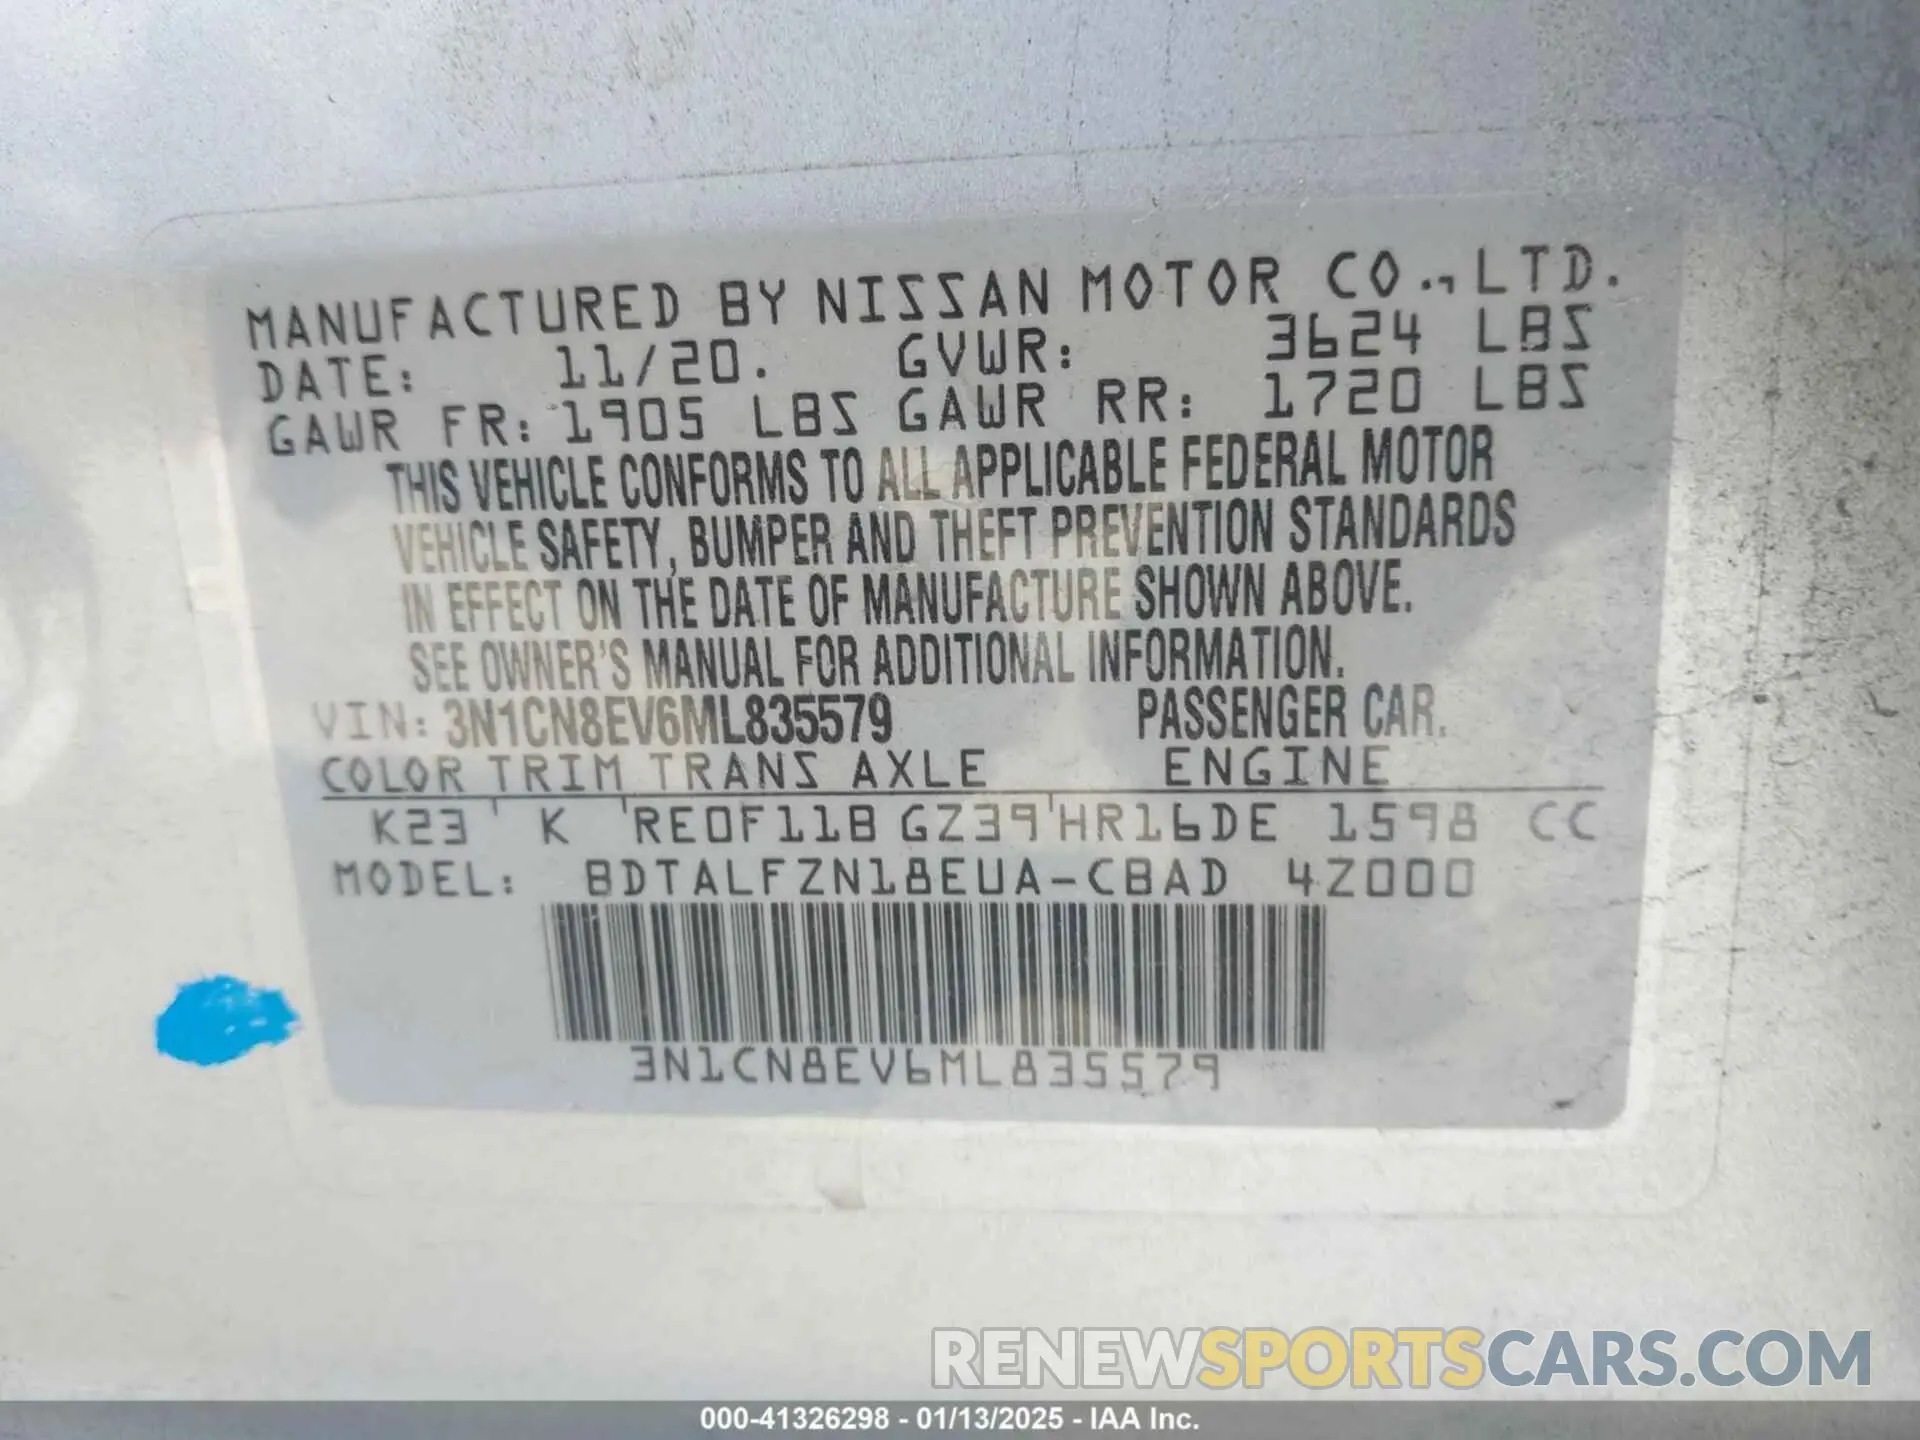 MANUFACTURED BY NISSAN MOTOR CO., LTD.
DATE: 11/20. GVWR: 3624 LBS
GAWR FR: 1905 LBS GAWR RR: 1720 LBS
THIS VEHICLE CONFORMS TO ALL APPLICABLE FEDERAL MOTOR
VEHICLE SAFETY, BUMPER AND THEFT PREVENTION STANDARDS
IN EFFECT ON THE DATE OF MANUFACTURE SHOWN ABOVE.
SEE OWNER'S MANUAL FOR ADDITIONAL INFORMATION.
VIN: 3N1CN8EV6ML835579 PASSENGER CAR.
COLOR TRIM TRANS AXLE ENGINE
K23 K RE0F11B GZ39 HR16DE 1598 CC
MODEL: BDTALFZN18EUA-CBAD 4Z000
3N1CN8EV6ML835579
RENEWSPORTSCARS.COM
000-41326298 - 01/13/2025 - IAA Inc.